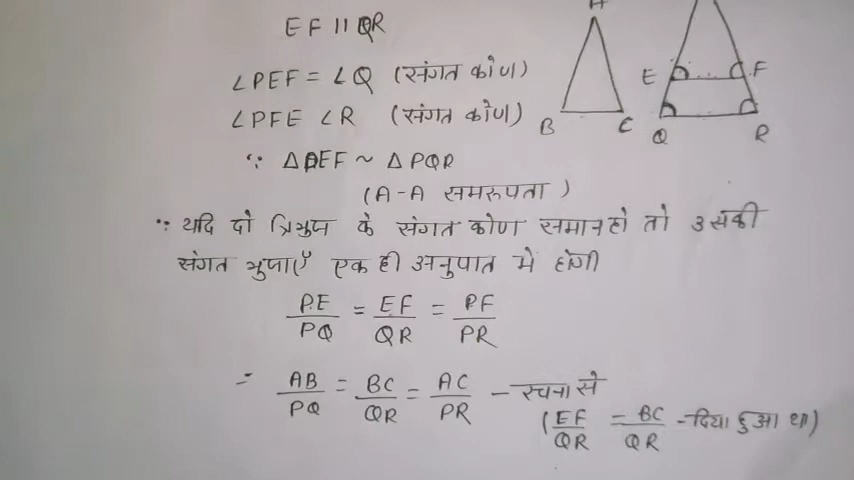 EF || QR
∠PEF = ∠Q (संगत कोण)
∠PFE ∠R (संगत कोण)
∵ ΔPEF ~ ΔPQR
(A-A समरुपता)
∵ यदि दो त्रिभुज के संगत कोण समान हो तो उसकी
संगत भुजाएँ एक ही अनुपात मे होगी
PE/PQ = EF/QR = PF/PR
= AB/PQ = BC/QR = AC/PR - रचना से
(EF/QR = BC/QR - दिया हुआ था)
A
B
C
E
F
Q
R